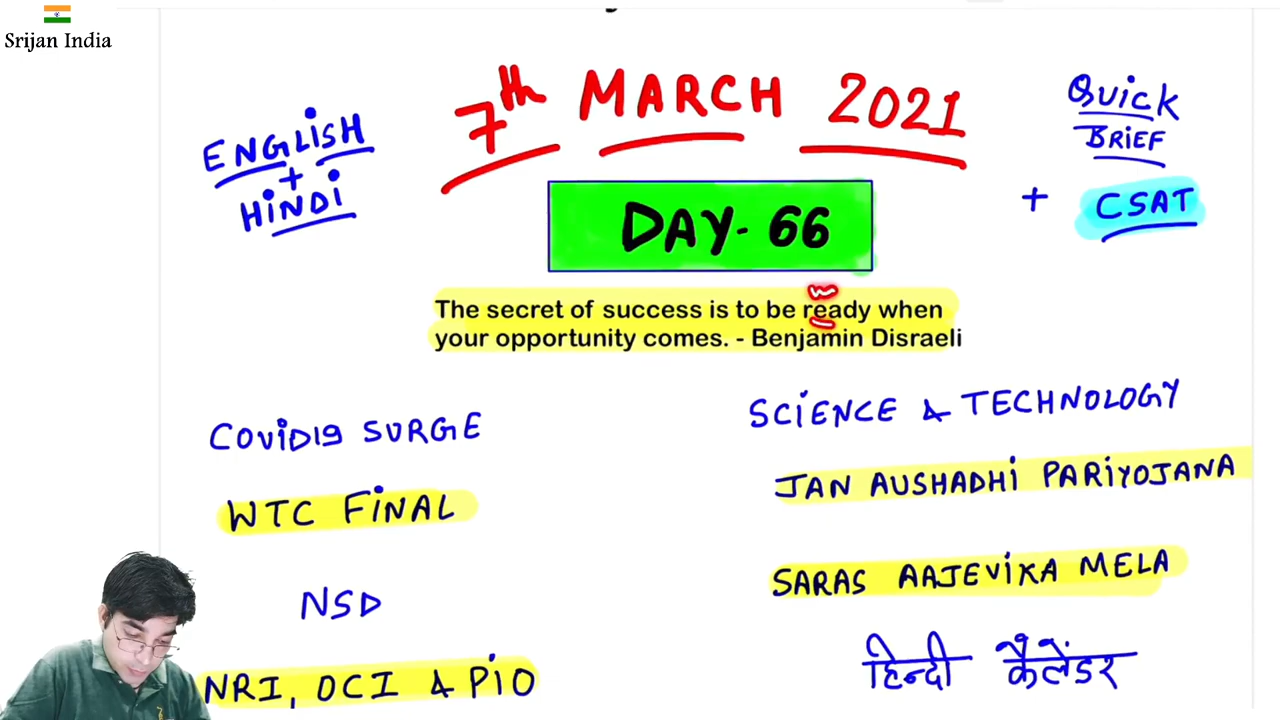 Srijan India
7th MARCH 2021
ENGLISH
+
HiNDi
QUiCK
BRiEF
+ CSAT
DAY- 66
The secret of success is to be ready when
your opportunity comes. - Benjamin Disraeli
COViD19 SURGE
WTC FiNAL
NSD
NRI, OCI & PiO
SCiENCE & TECHNOLOGY
JAN AUSHADHi PARiYOJANA
SARAS AAJEViKA MELA
हिन्दी कैलेंडर